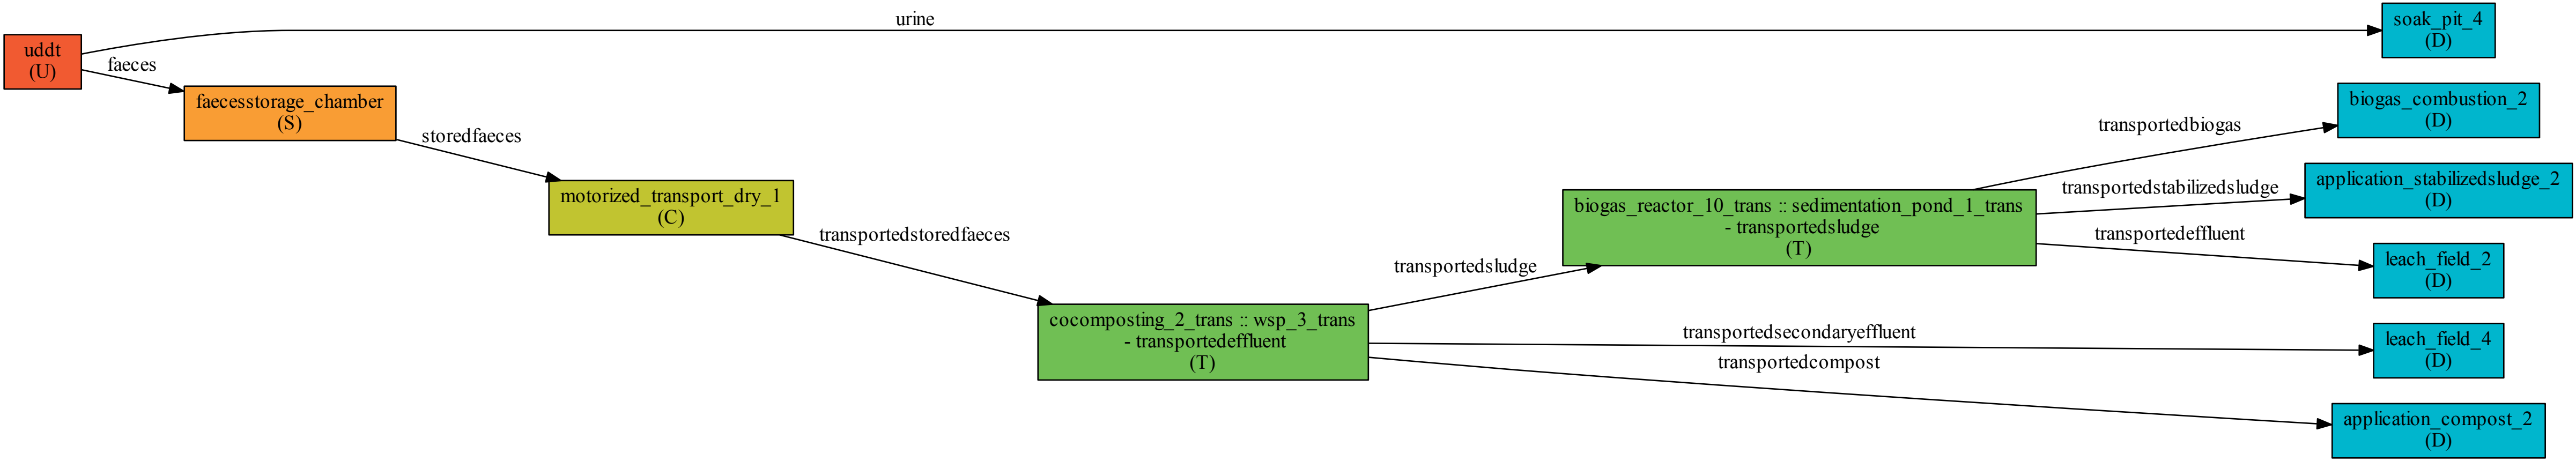 uddt
(U)
urine
faeces
soak_pit_4
(D)
faecesstorage_chamber
(S)
storedfaeces
motorized_transport_dry_1
(C)
transportedstoredfaeces
cocomposting_2_trans :: wsp_3_trans
- transportedeffluent
(T)
transportedsludge
biogas_reactor_10_trans :: sedimentation_pond_1_trans
- transportedsludge
(T)
transportedbiogas
biogas_combustion_2
(D)
transportedstabilizedsludge
application_stabilizedsludge_2
(D)
transportedeffluent
leach_field_2
(D)
transportedsecondaryeffluent
leach_field_4
(D)
transportedcompost
application_compost_2
(D)